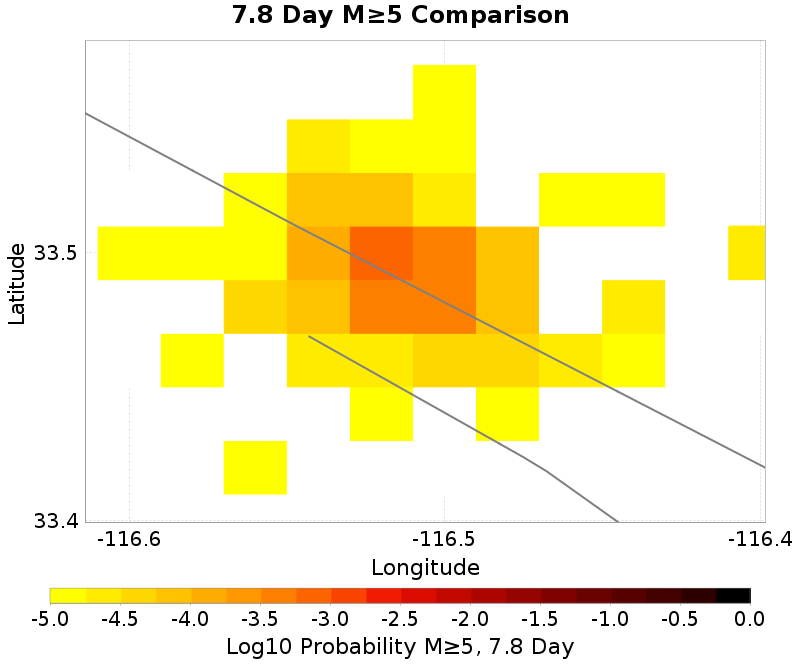 7.8 Day M≥5 Comparison
Latitude
33.5
33.4
-116.6 -116.5 -116.4
Longitude
-5.0 -4.5 -4.0 -3.5 -3.0 -2.5 -2.0 -1.5 -1.0 -0.5 0.0
Log10 Probability M≥5, 7.8 Day